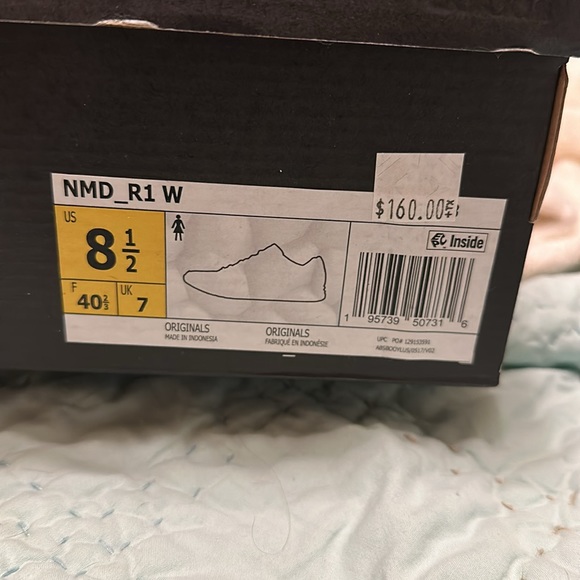 NMD_R1 W
$160.00
US
8 1/2
F
40 2/3
UK
7
Inside
1 95739 50731 6
ORIGINALS
MADE IN INDONESIA
ORIGINALS
FABRIQUÉ EN INDONÉSIE
UPC PO#